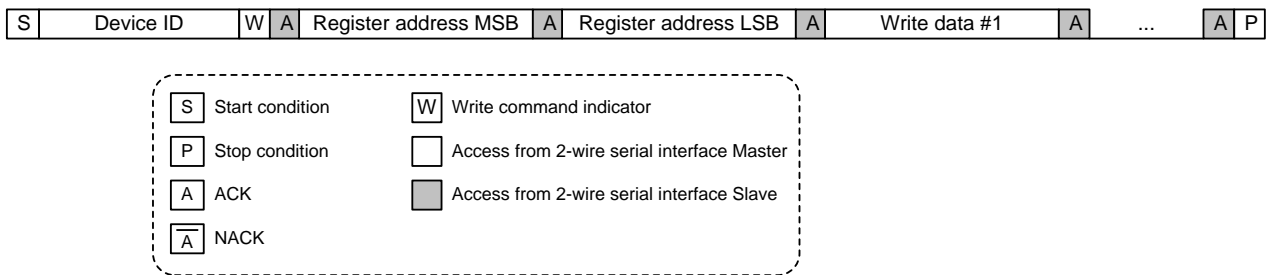 S Device ID W A Register address MSB A Register address LSB A Write data #1 A ... A P
S Start condition W Write command indicator
P Stop condition Access from 2-wire serial interface Master
A ACK Access from 2-wire serial interface Slave
A̅ NACK